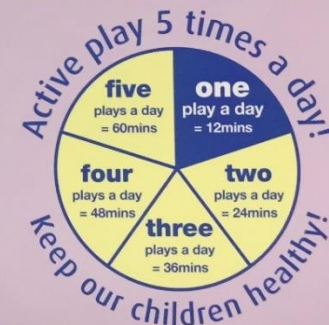 Active play 5 times a day!
one
play a day
= 12mins
two
plays a day
= 24mins
three
plays a day
= 36mins
four
plays a day
= 48mins
five
plays a day
= 60mins
Keep our children healthy!